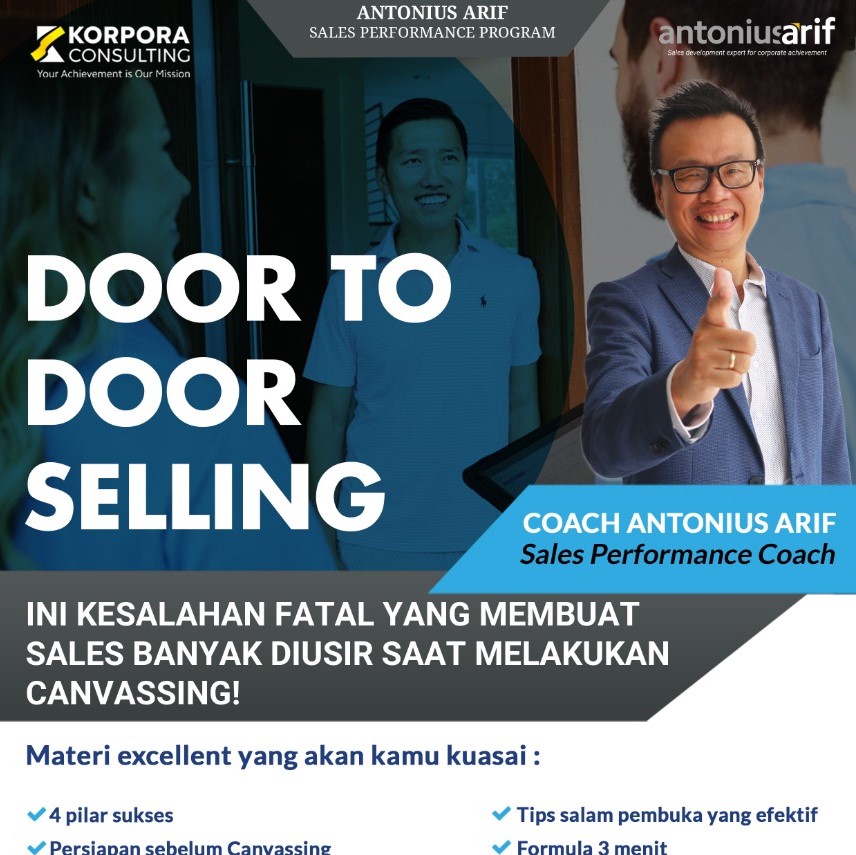 KORPORA
CONSULTING
Your Achievement is Our Mission
ANTONIUS ARIF
SALES PERFORMANCE PROGRAM
antoniusarif
Sales development expert for corporate achievement
DOOR TO
DOOR
SELLING
COACH ANTONIUS ARIF
Sales Performance Coach
INI KESALAHAN FATAL YANG MEMBUAT
SALES BANYAK DIUSIR SAAT MELAKUKAN
CANVASSING!
Materi excellent yang akan kamu kuasai :
4 pilar sukses
Persiapan sebelum Canvassing
Tips salam pembuka yang efektif
Formula 3 menit